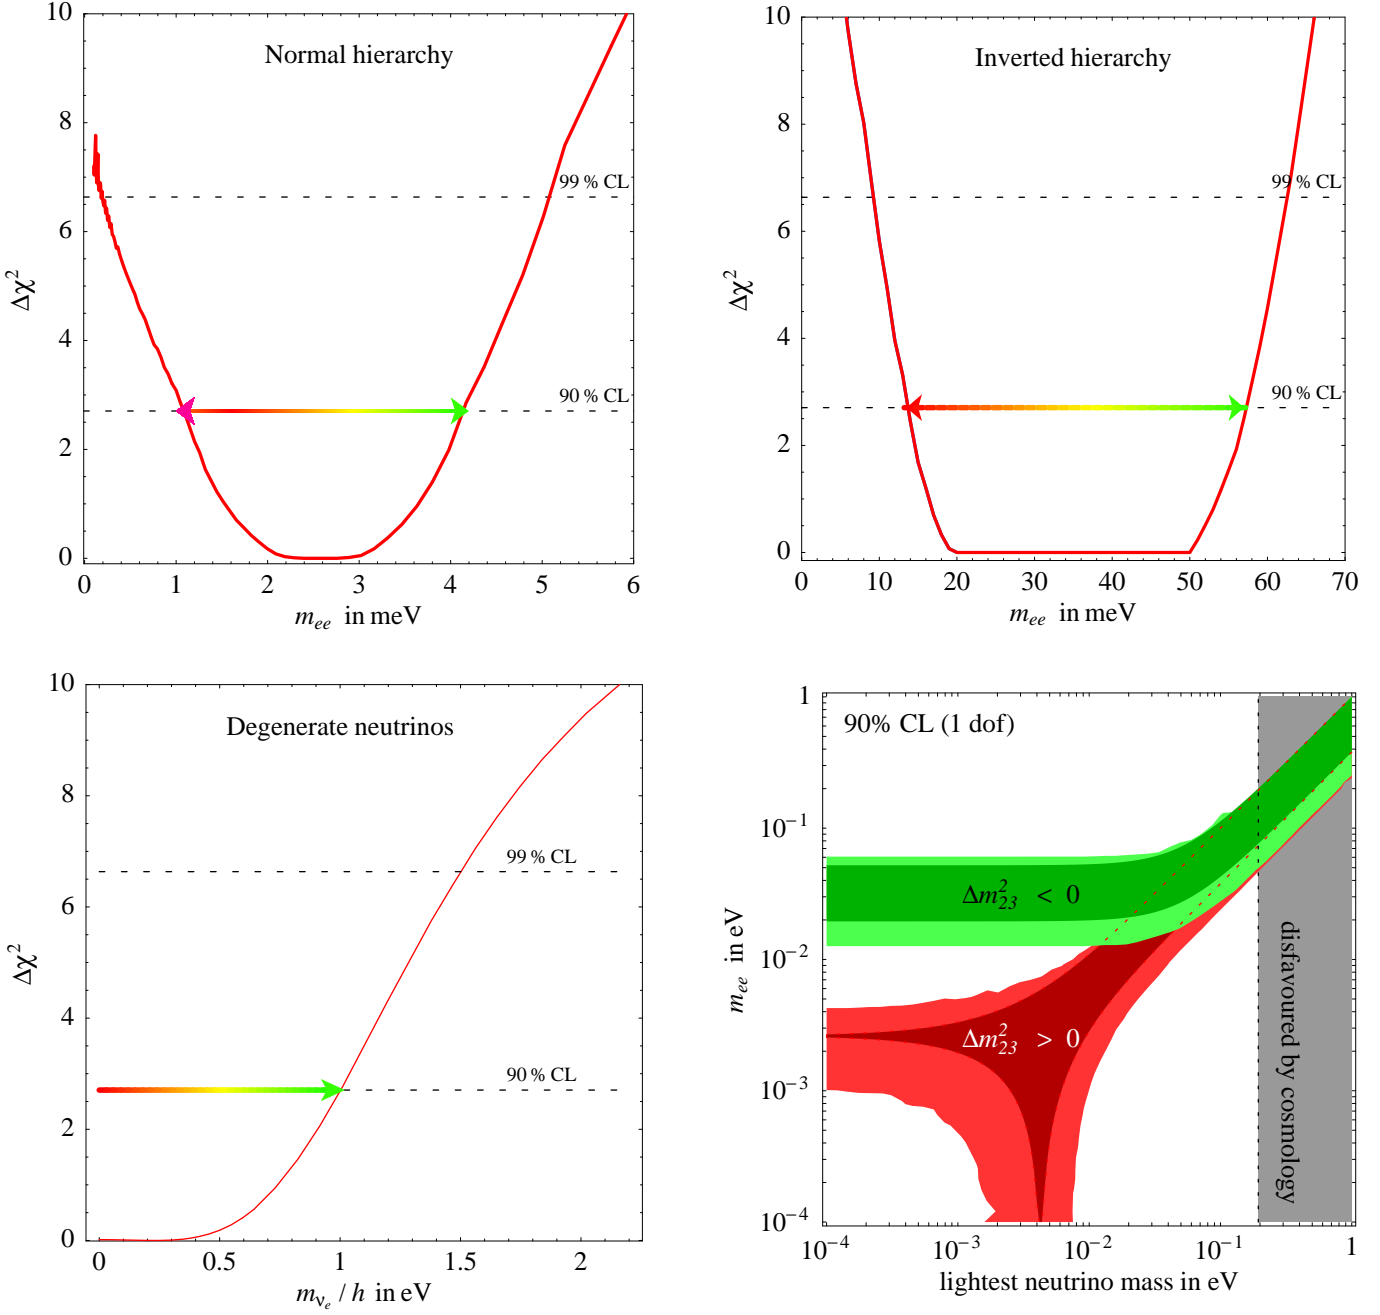 Normal hierarchy
10
8
6
4
2
0
99 % CL
90 % CL
Δχ²
0 1 2 3 4 5 6
m_ee in meV
Inverted hierarchy
10
8
6
4
2
0
99 % CL
90 % CL
Δχ²
0 10 20 30 40 50 60 70
m_ee in meV
Degenerate neutrinos
10
8
6
4
2
0
99 % CL
90 % CL
Δχ²
0 0.5 1 1.5 2
m_ν_e / h in eV
90% CL (1 dof)
1
10⁻¹
10⁻²
10⁻³
10⁻⁴
m_ee in eV
Δm²₂₃ < 0
Δm²₂₃ > 0
disfavoured by cosmology
10⁻⁴ 10⁻³ 10⁻² 10⁻¹ 1
lightest neutrino mass in eV